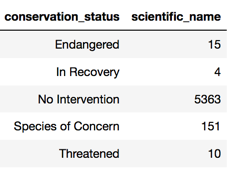 conservation_status scientific_name
Endangered 15
In Recovery 4
No Intervention 5363
Species of Concern 151
Threatened 10